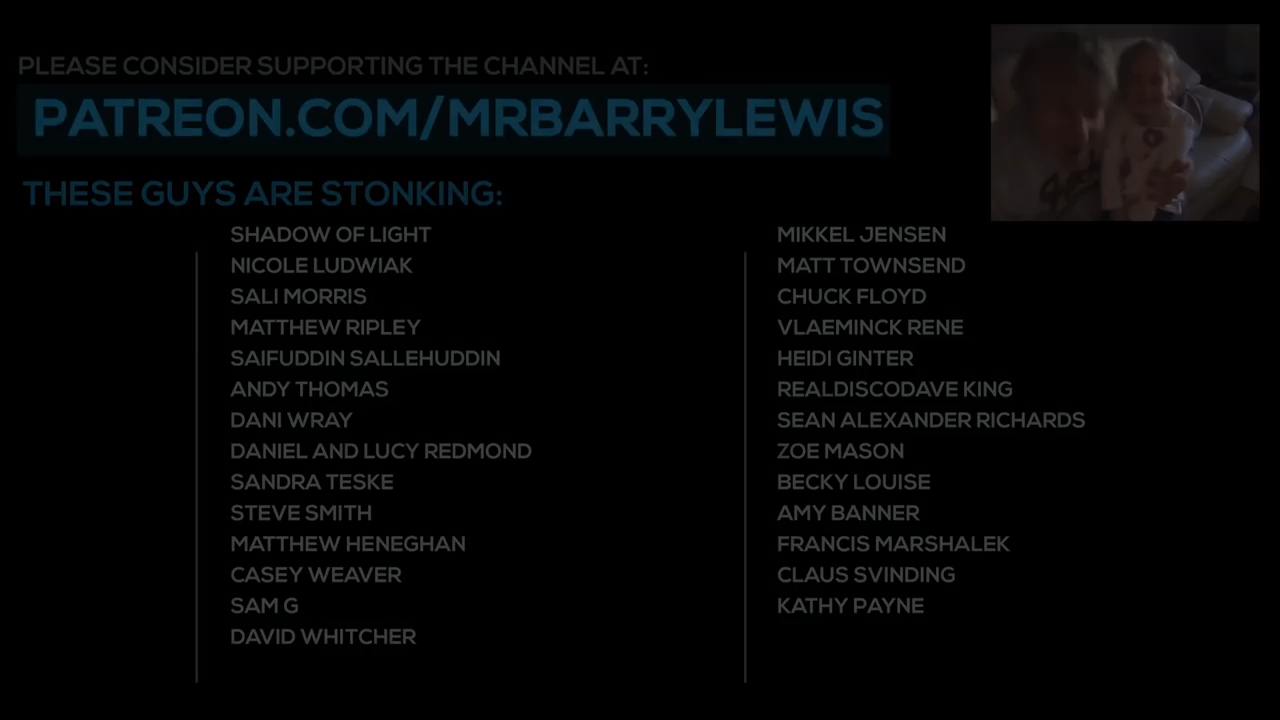 PLEASE CONSIDER SUPPORTING THE CHANNEL AT:
PATREON.COM/MRBARRYLEWIS
THESE GUYS ARE STONKING:
SHADOW OF LIGHT
NICOLE LUDWIAK
SALI MORRIS
MATTHEW RIPLEY
SAIFUDDIN SALLEHUDDIN
ANDY THOMAS
DANI WRAY
DANIEL AND LUCY REDMOND
SANDRA TESKE
STEVE SMITH
MATTHEW HENEGHAN
CASEY WEAVER
SAM G
DAVID WHITCHER
MIKKEL JENSEN
MATT TOWNSEND
CHUCK FLOYD
VLAEMINCK RENE
HEIDI GINTER
REALDISCODAVE KING
SEAN ALEXANDER RICHARDS
ZOE MASON
BECKY LOUISE
AMY BANNER
FRANCIS MARSHALEK
CLAUS SVINDING
KATHY PAYNE